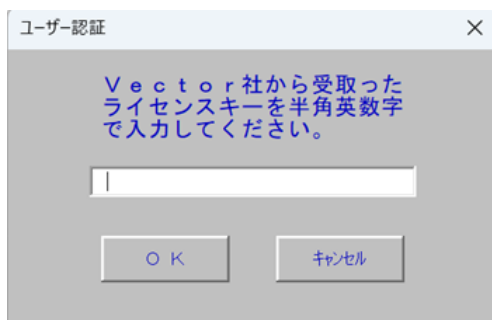 ユーザー認証
Ｖｅｃｔｏｒ社から受取った
ライセンスキーを半角英数字
で入力してください。
ＯＫ
ｷｬﾝｾﾙ